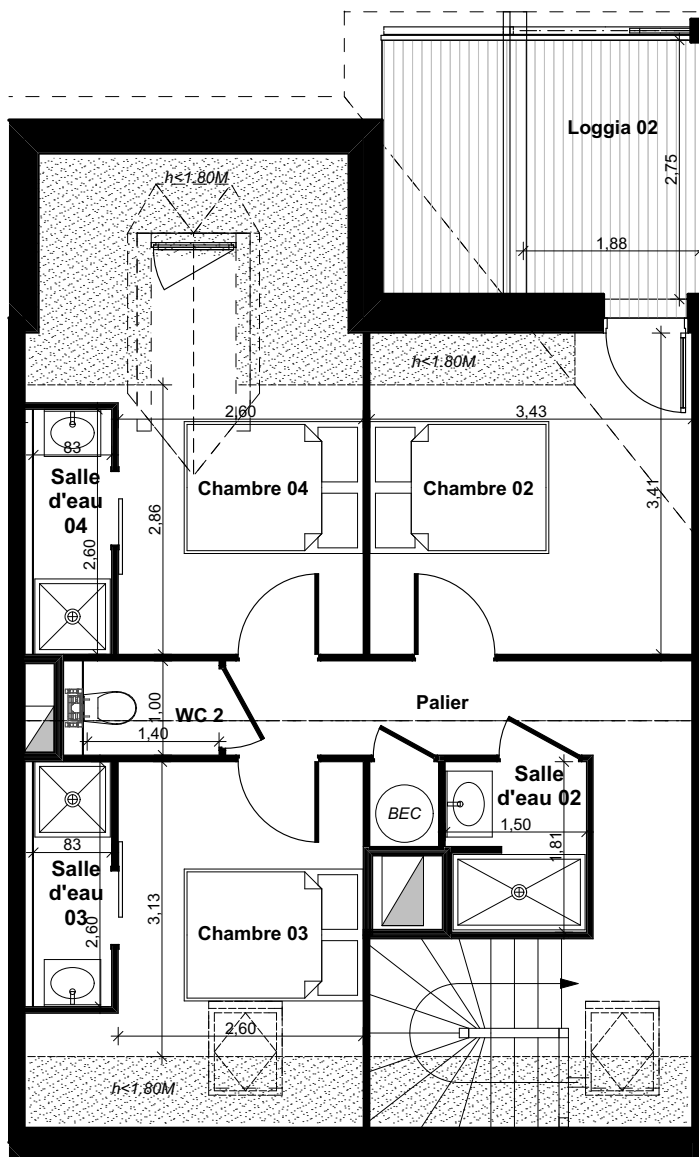 Loggia 02
2,75
1,88
h<1.80M
h<1.80M
2,60
3,43
83
Salle
d'eau
04
2,60
2,86
Chambre 04
Chambre 02
3,41
WC 2
1,00
1,40
Palier
Salle
d'eau 02
BEC
1,50
1,81
83
Salle
d'eau
03
2,60
3,13
Chambre 03
2,60
h<1,80M